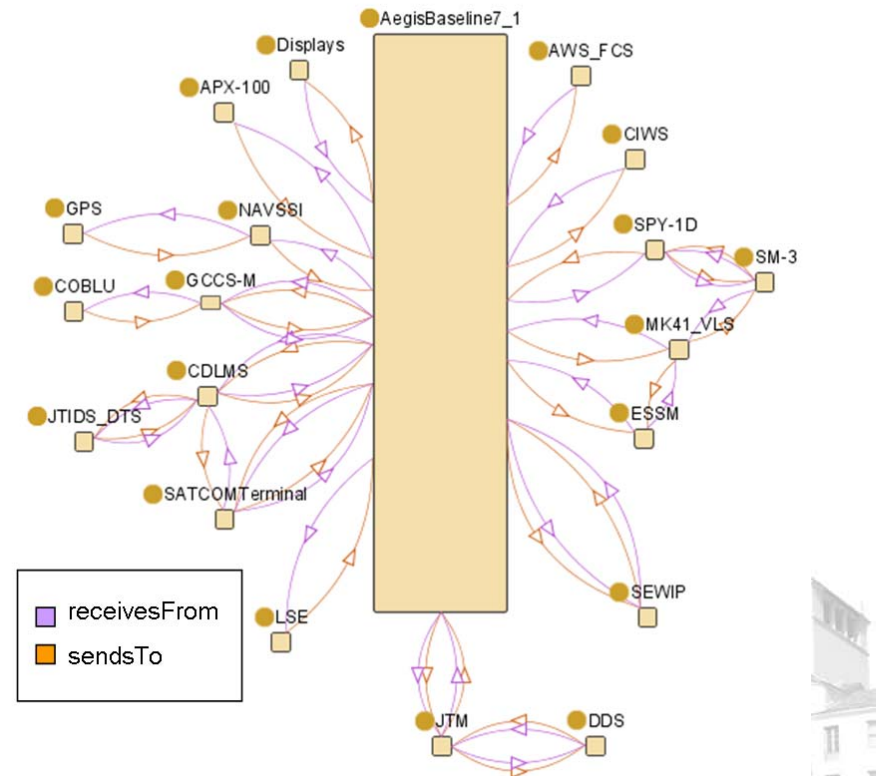 AegisBaseline7_1
Displays
AWS_FCS
APX-100
CIWS
GPS
NAVSSI
SPY-1D
SM-3
COBLU
GCCS-M
MK41_VLS
CDLMS
JTIDS_DTS
ESSM
SATCOMTerminal
receivesFrom
sendsTo
LSE
SEWIP
JTM
DDS